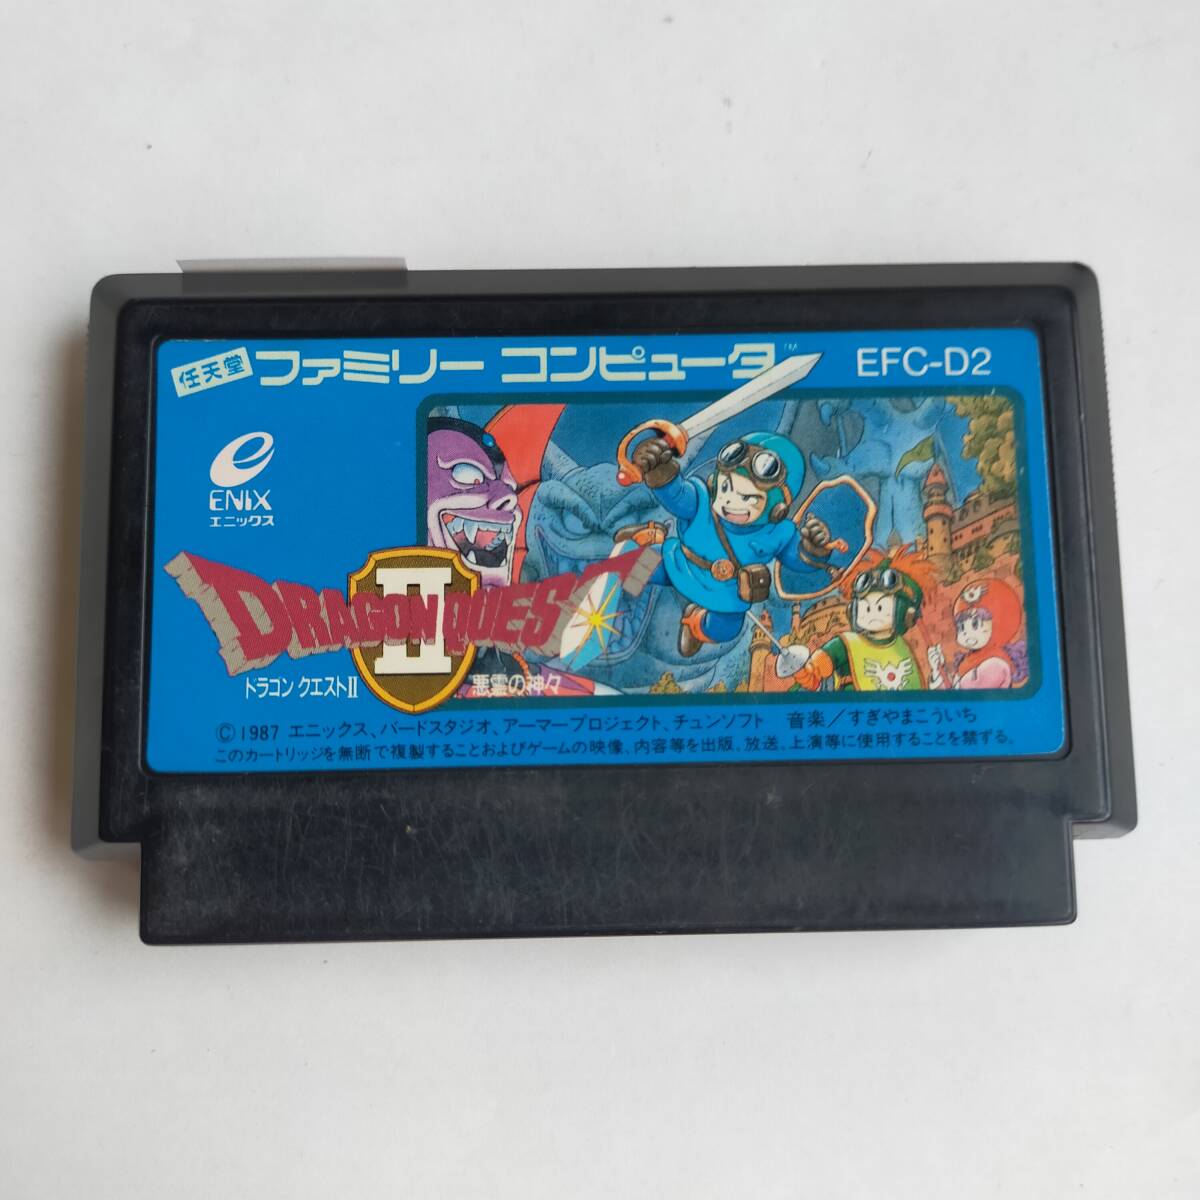 任天堂 ファミリー コンピュータ™ EFC-D2
e
ENIX
エニックス
DRAGON QUEST
II
ドラゴン クエストII 悪霊の神々
©1987 エニックス、バードスタジオ、アーマープロジェクト、チュンソフト 音楽/すぎやまこういち
このカートリッジを無断で複製することおよびゲームの映像、内容等を出版、放送、上演等に使用することを禁ずる。